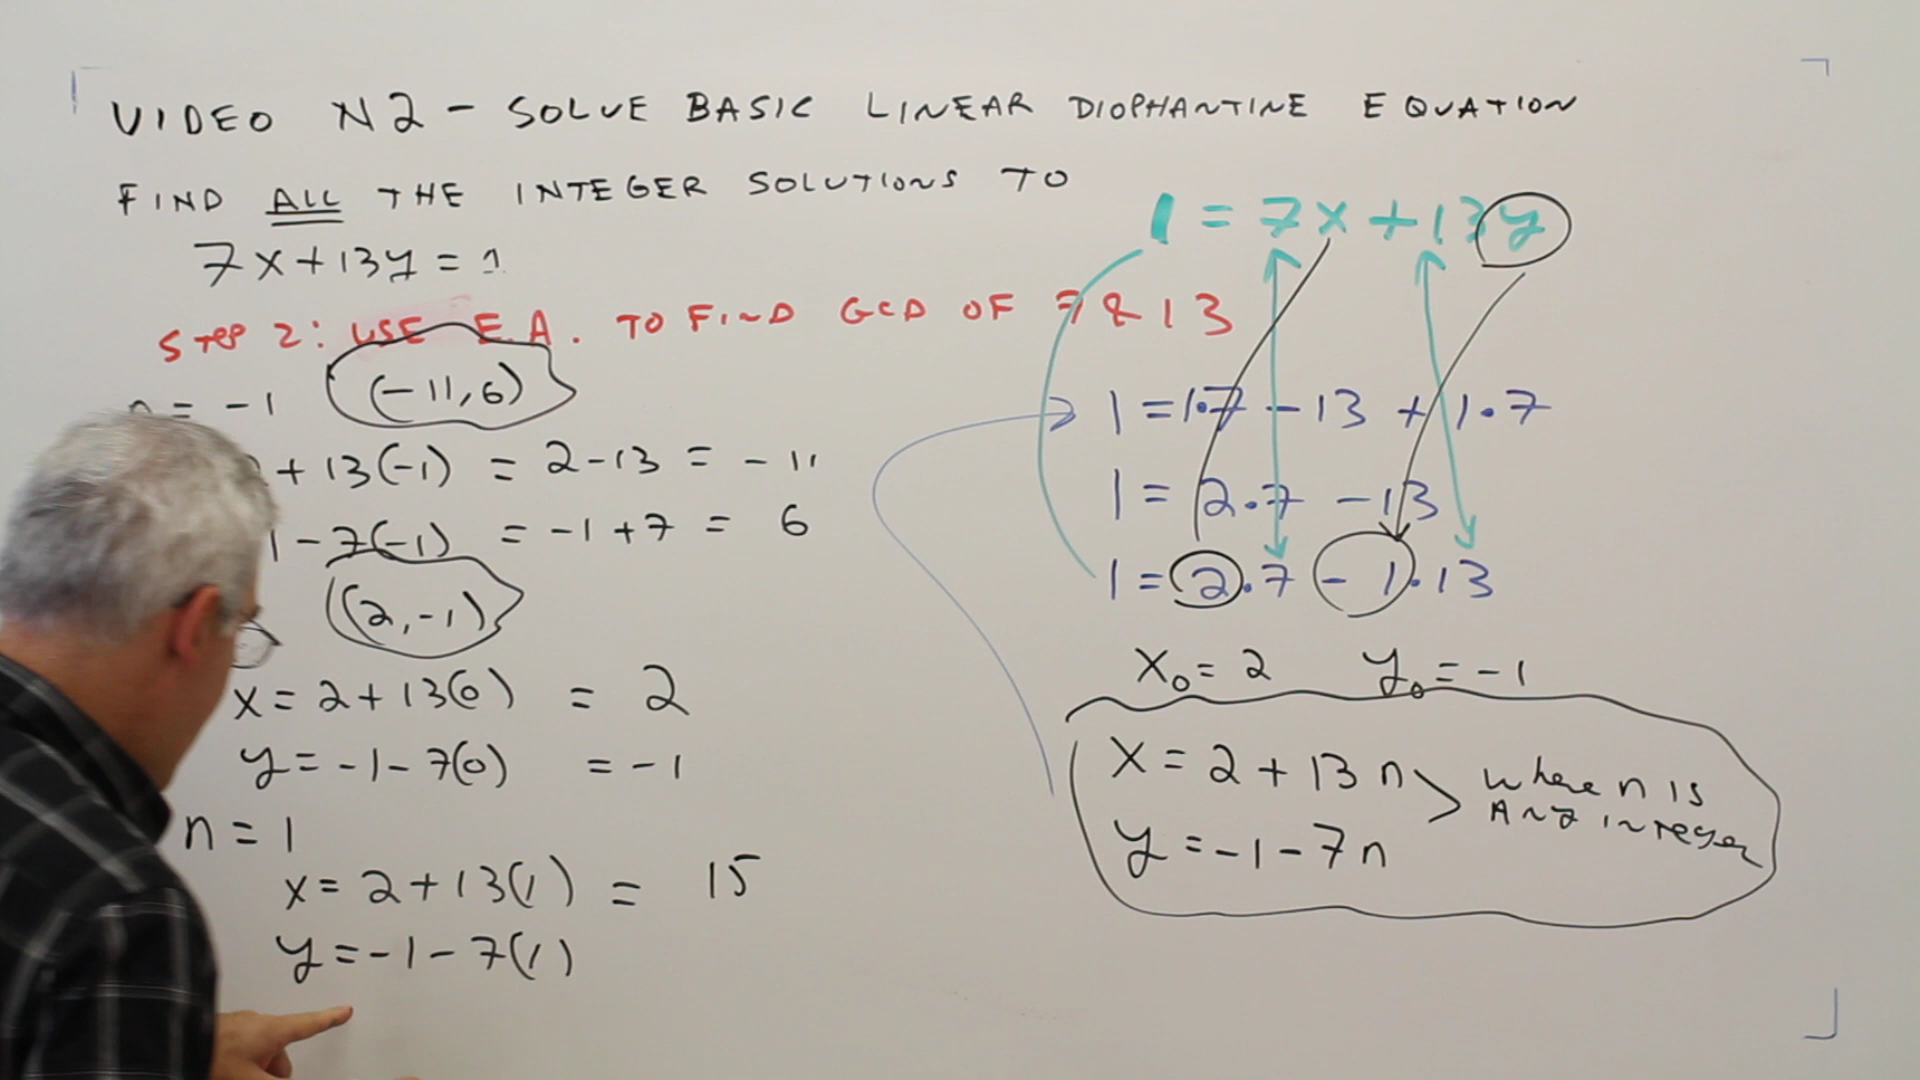 VIDEO N2 - SOLVE BASIC LINEAR DIOPHANTINE EQUATION
FIND ALL THE INTEGER SOLUTIONS TO
7x+13y = 1
STEP 2: USE E.A. TO FIND GCD OF 7 & 13
n = -1 (-11,6)
+ 13(-1) = 2-13 = -11
1-7(-1) = -1+7 = 6
(2,-1)
x = 2+13(0) = 2
y = -1-7(0) = -1
n = 1
x = 2+13(1) = 15
y = -1-7(1)
1 = 7x+13y
1 = 1·7 - 13 + 1·7
1 = 2·7 - 13
1 = 2·7 - 1·13
x₀ = 2 y₀ = -1
x = 2+13n > where n is
ANY integer
y = -1-7n